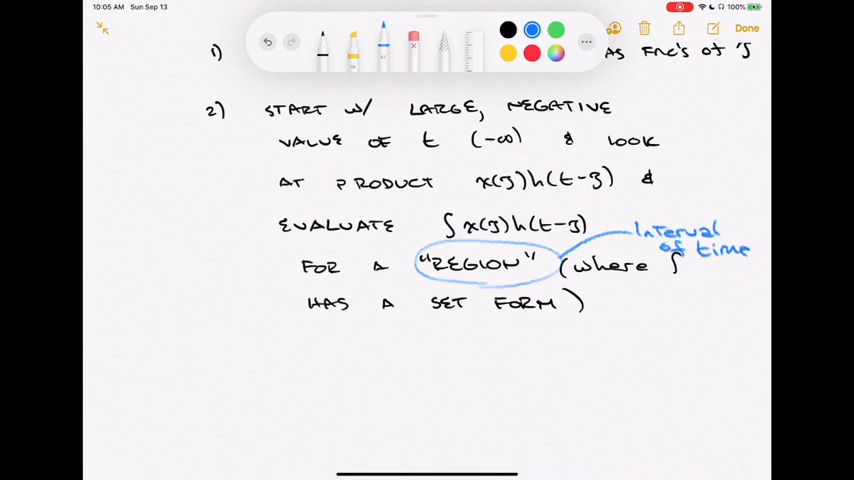 10:05 AM Sun Sep 13
100%
Done
1) AS Fnc's of ʒ
2) START w/ LARGE, NEGATIVE
VALUE OF t (-∞) & LOOK
AT PRODUCT x(ʒ)h(t-ʒ) &
EVALUATE ∫x(ʒ)h(t-ʒ)
Interval
of time
FOR A "REGION" (where ∫
HAS A SET FORM)